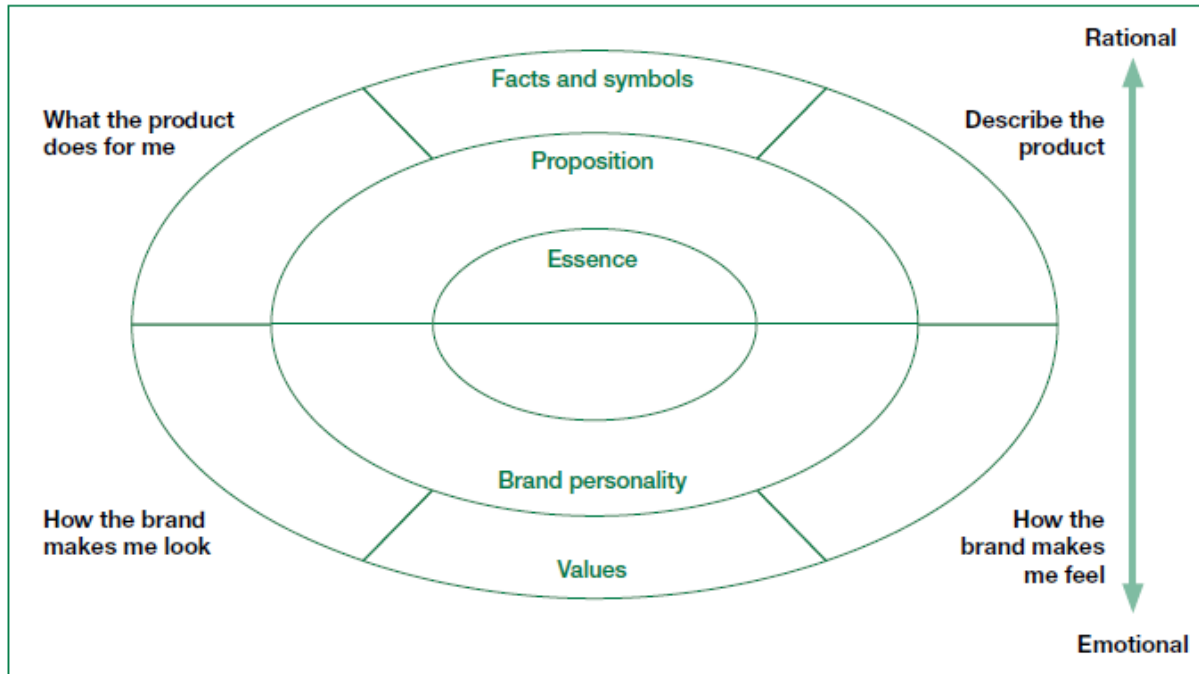 Rational
Facts and symbols
What the product
does for me
Describe the
product
Proposition
Essence
Brand personality
How the brand
makes me look
How the
brand makes
me feel
Values
Emotional